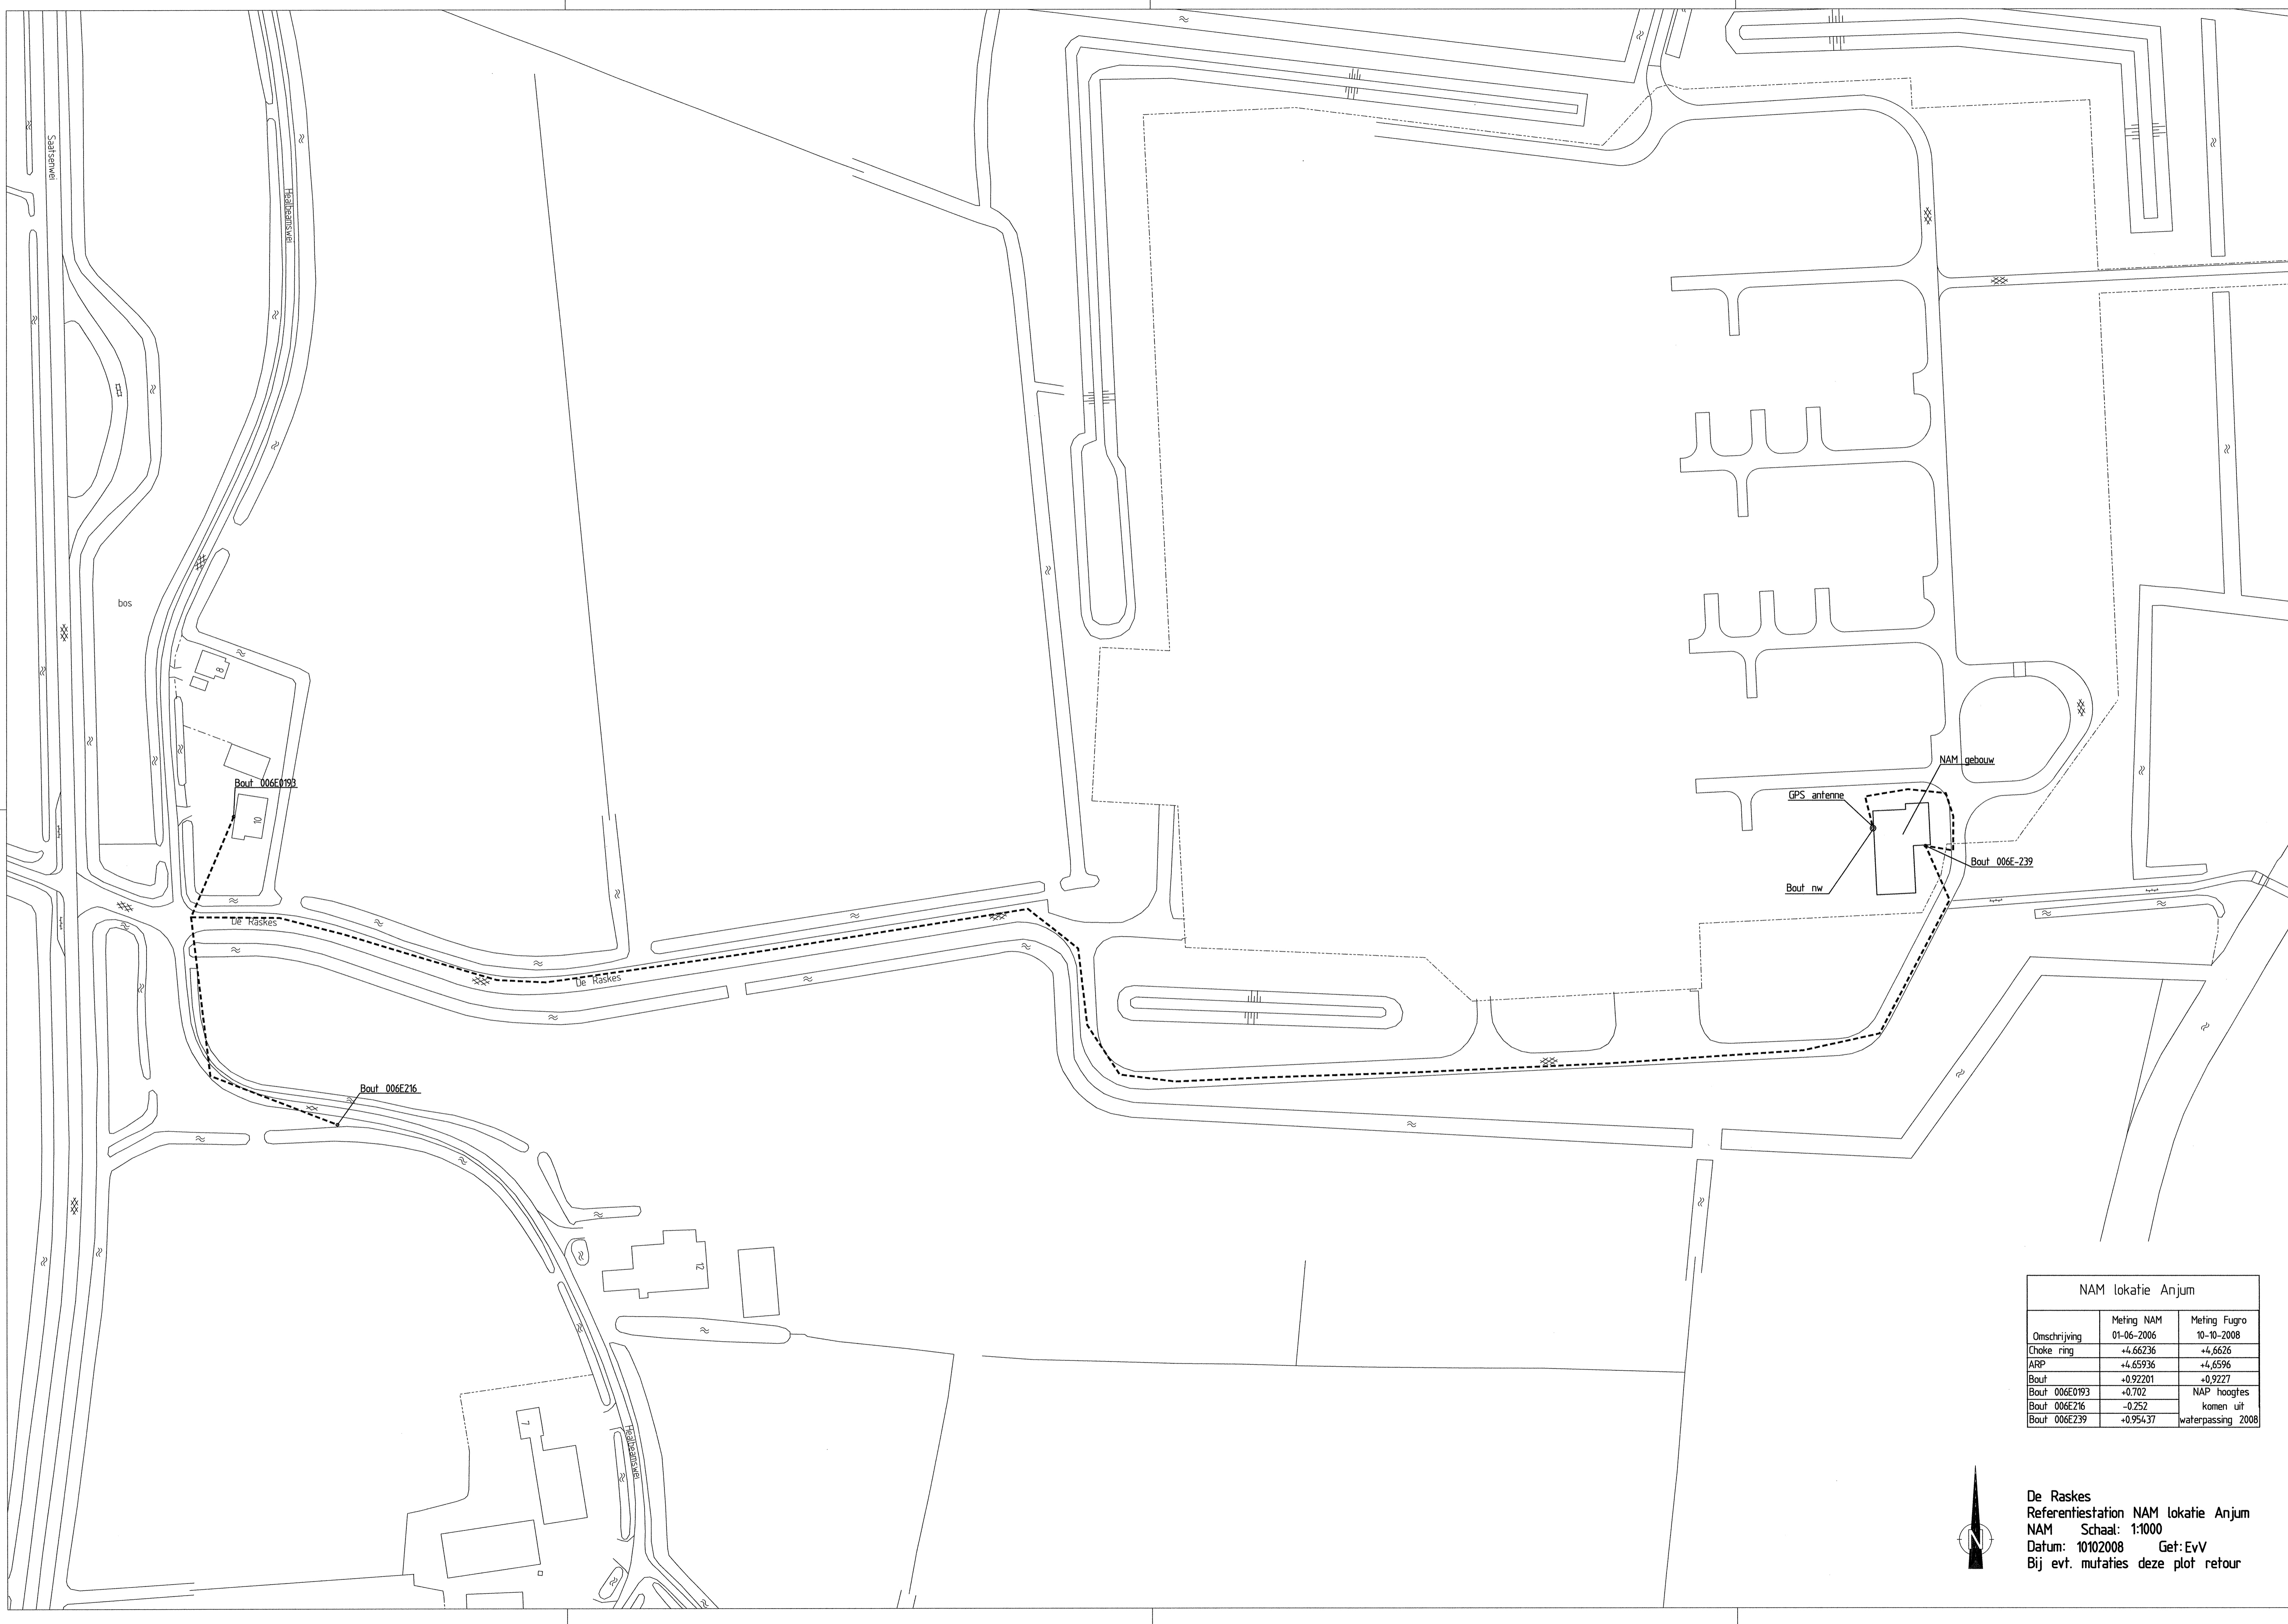 Saatsenwei
Healbeamswei
bos
8
Bout 006E0193
10
De Raskes
De Raskes
NAM gebouw
GPS antenne
Bout 006E-239
Bout nw
Bout 006E216
12
7
Healbeamswei
NAM lokatie Anjum
Omschrijving Meting NAM 01-06-2006 Meting Fugro 10-10-2008
Choke ring +4.66236 +4,6626
ARP +4.65936 +4,6596
Bout +0.92201 +0,9227
Bout 006E0193 +0.702 NAP hoogtes
Bout 006E216 -0.252 komen uit
Bout 006E239 +0.95437 waterpassing 2008
N
De Raskes
Referentiestation NAM lokatie Anjum
NAM Schaal: 1:1000
Datum: 10102008 Get: EvV
Bij evt. mutaties deze plot retour